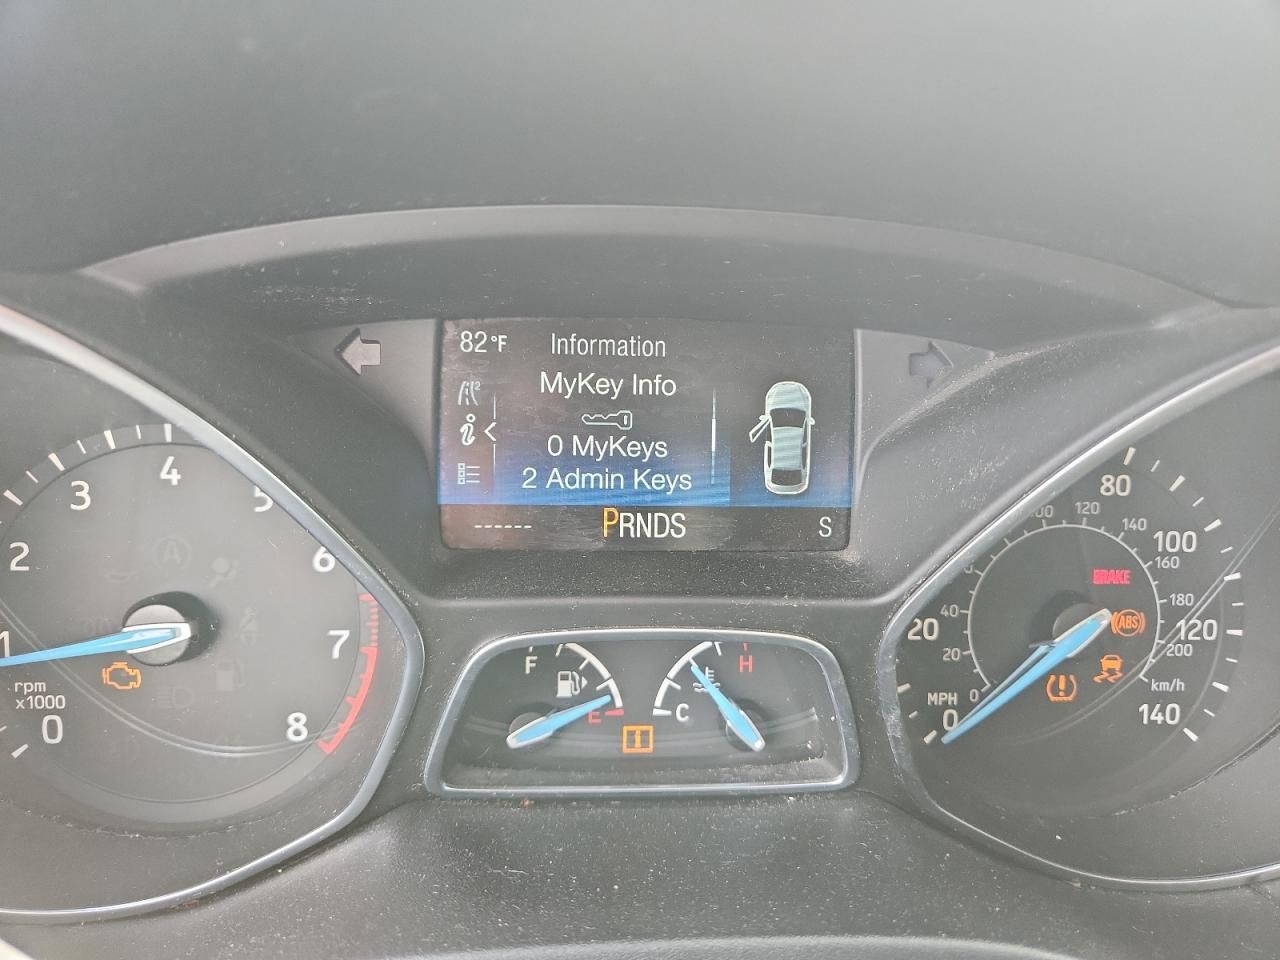 82°F
Information
MyKey Info
0 MyKeys
2 Admin Keys
------
PRNDS
S
1
2
3
4
5
6
7
8
0
rpm
x1000
A
F
E
H
C
0
20
80
100
120
140
MPH
0
20
40
100
120
140
160
180
200
km/h
BRAKE
ABS